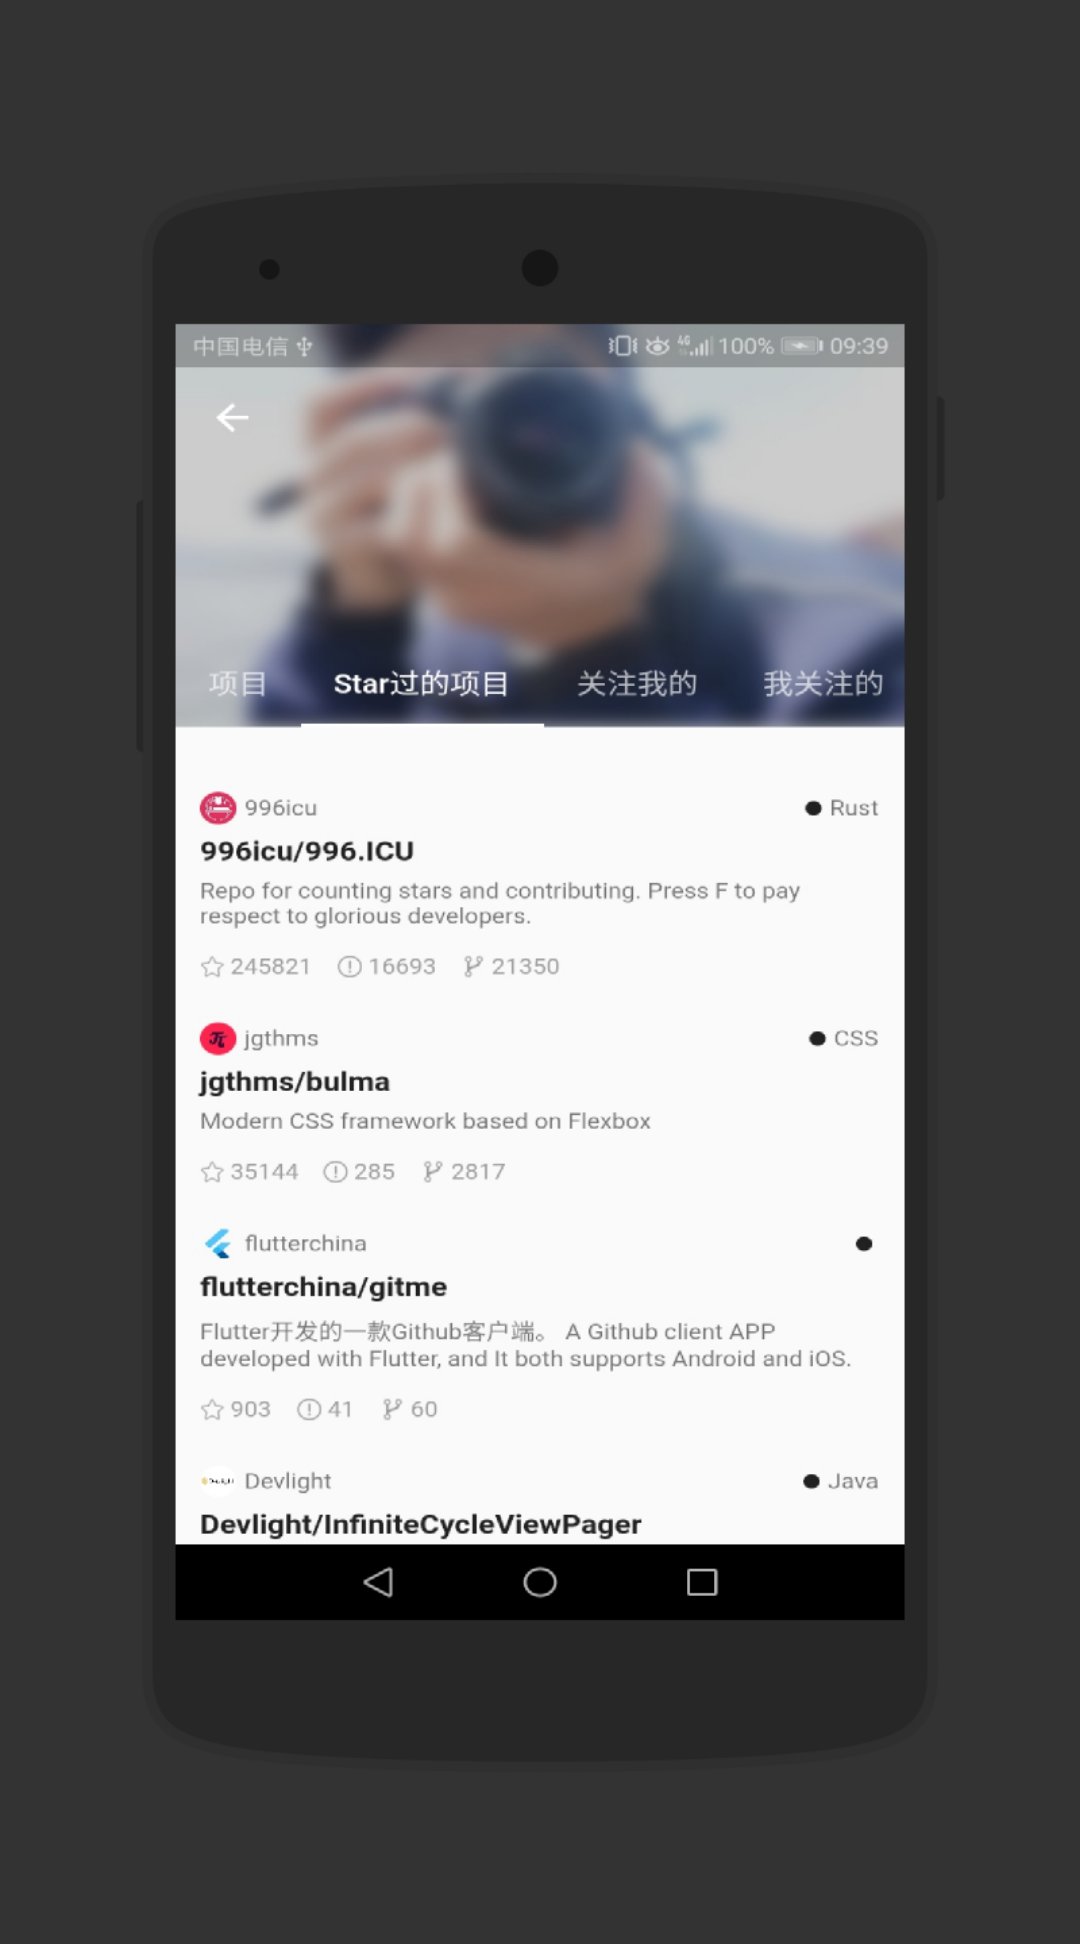 中国电信 4G 100% 09:39
项目 Star过的项目 关注我的 我关注的
996icu Rust
996icu/996.ICU
Repo for counting stars and contributing. Press F to pay
respect to glorious developers.
245821 16693 21350
jgthms CSS
jgthms/bulma
Modern CSS framework based on Flexbox
35144 285 2817
flutterchina
flutterchina/gitme
Flutter开发的一款Github客户端。 A Github client APP
developed with Flutter, and It both supports Android and iOS.
903 41 60
Devlight Java
Devlight/InfiniteCycleViewPager